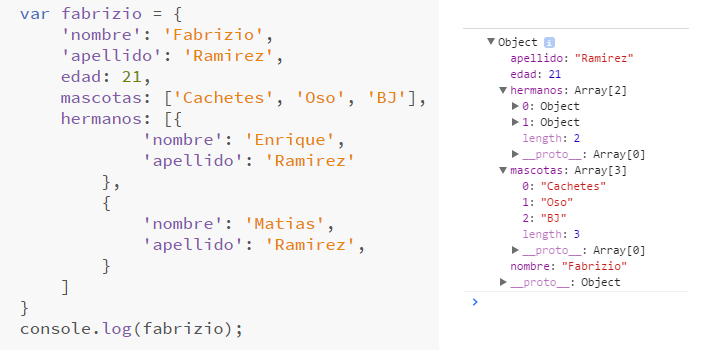 var fabrizio = {
'nombre': 'Fabrizio',
'apellido': 'Ramirez',
edad: 21,
mascotas: ['Cachetes', 'Oso', 'BJ'],
hermanos: [{
'nombre': 'Enrique',
'apellido': 'Ramirez'
},
{
'nombre': 'Matias',
'apellido': 'Ramirez',
}
]
}
console.log(fabrizio);
▼Object i
apellido: "Ramirez"
edad: 21
▼hermanos: Array[2]
▶0: Object
▶1: Object
length: 2
▶__proto__: Array[0]
▼mascotas: Array[3]
0: "Cachetes"
1: "Oso"
2: "BJ"
length: 3
▶__proto__: Array[0]
nombre: "Fabrizio"
▶__proto__: Object
>